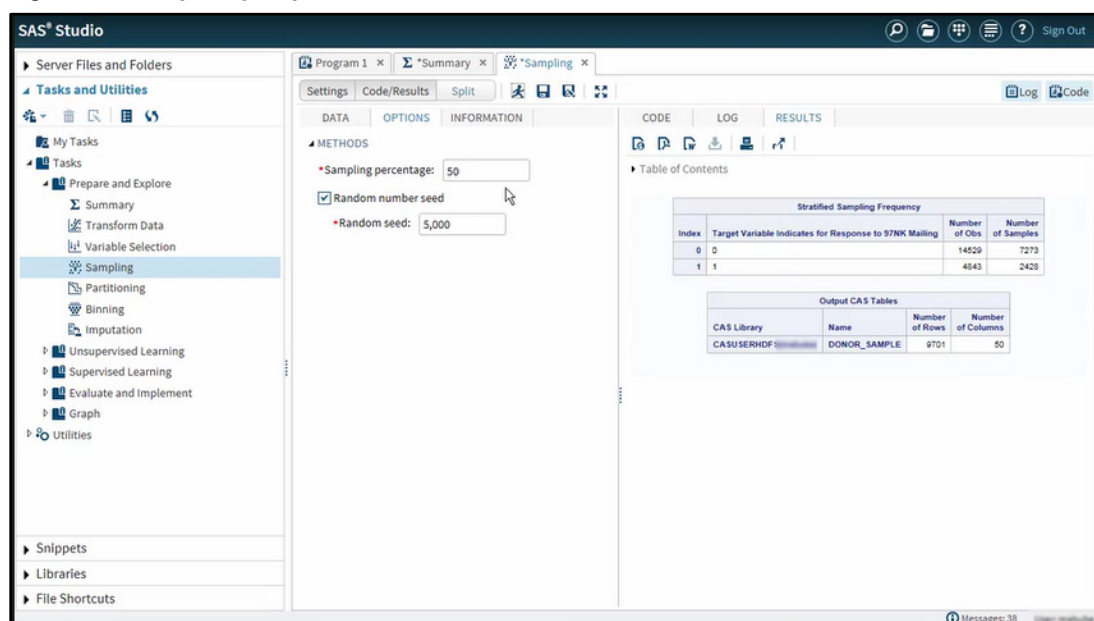 SAS® Studio
? Sign Out
Server Files and Folders
Tasks and Utilities
My Tasks
Tasks
Prepare and Explore
Summary
Transform Data
Variable Selection
Sampling
Partitioning
Binning
Imputation
Unsupervised Learning
Supervised Learning
Evaluate and Implement
Graph
Utilities
Snippets
Libraries
File Shortcuts
Program 1 × Σ *Summary × *Sampling ×
Settings Code/Results Split
Log Code
DATA OPTIONS INFORMATION
METHODS
*Sampling percentage: 50
Random number seed
*Random seed: 5,000
CODE LOG RESULTS
Table of Contents
Stratified Sampling Frequency
Index Target Variable Indicates for Response to 97NK Mailing Number of Obs Number of Samples
0 0 14529 7273
1 1 4843 2428
Output CAS Tables
CAS Library Name Number of Rows Number of Columns
CASUSERHDF DONOR_SAMPLE 9701 50
Messages: 38